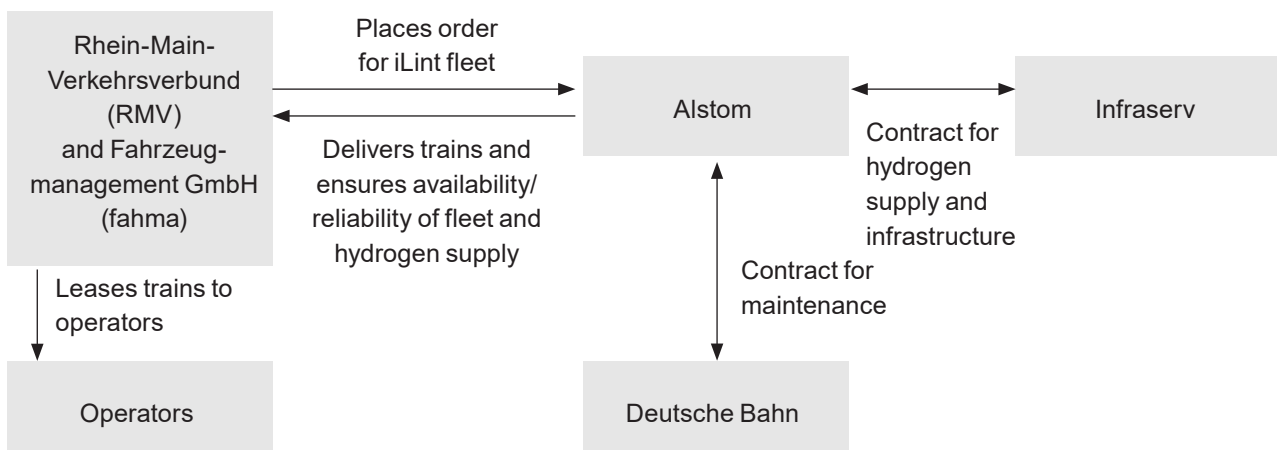 Rhein-Main-
Verkehrsverbund
(RMV)
and Fahrzeug-
management GmbH
(fahma)
Places order
for iLint fleet
Delivers trains and
ensures availability/
reliability of fleet and
hydrogen supply
Alstom
Contract for
hydrogen
supply and
infrastructure
Infraserv
Leases trains to
operators
Contract for
maintenance
Operators
Deutsche Bahn